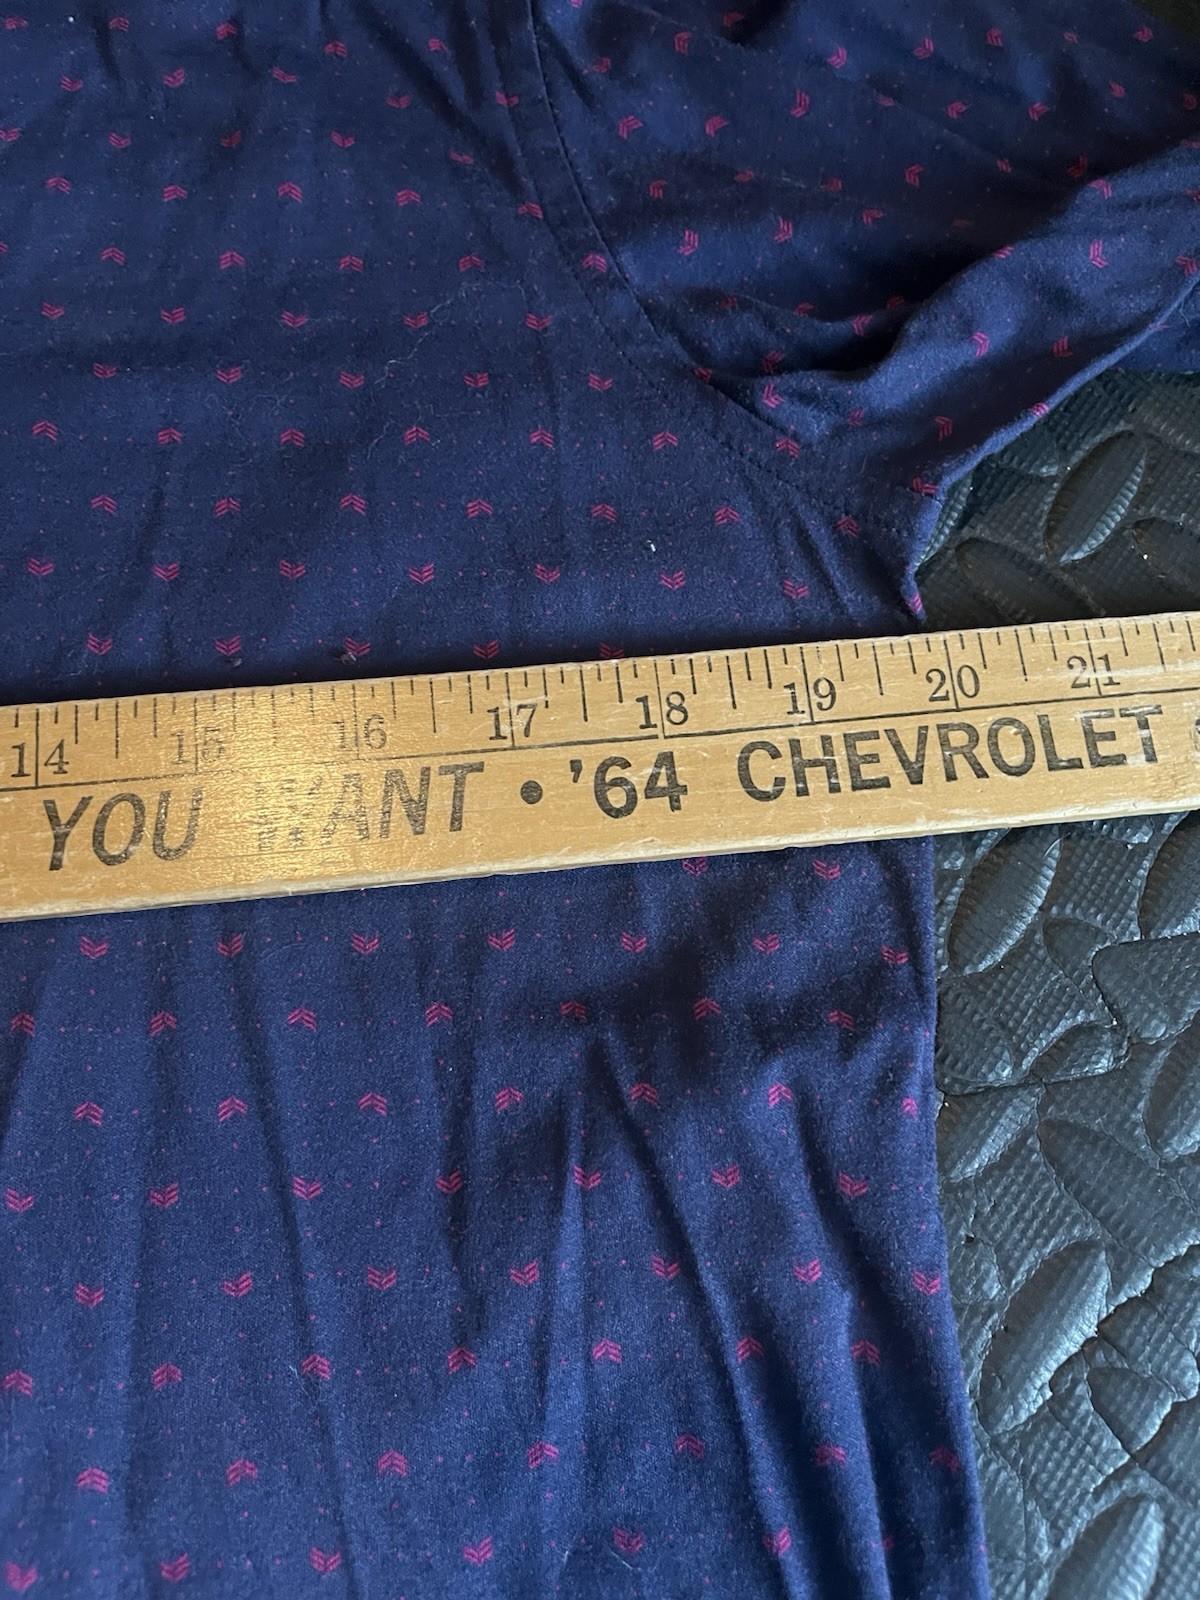 14 15 16 17 18 19 20 21
YOU WANT • '64 CHEVROLET